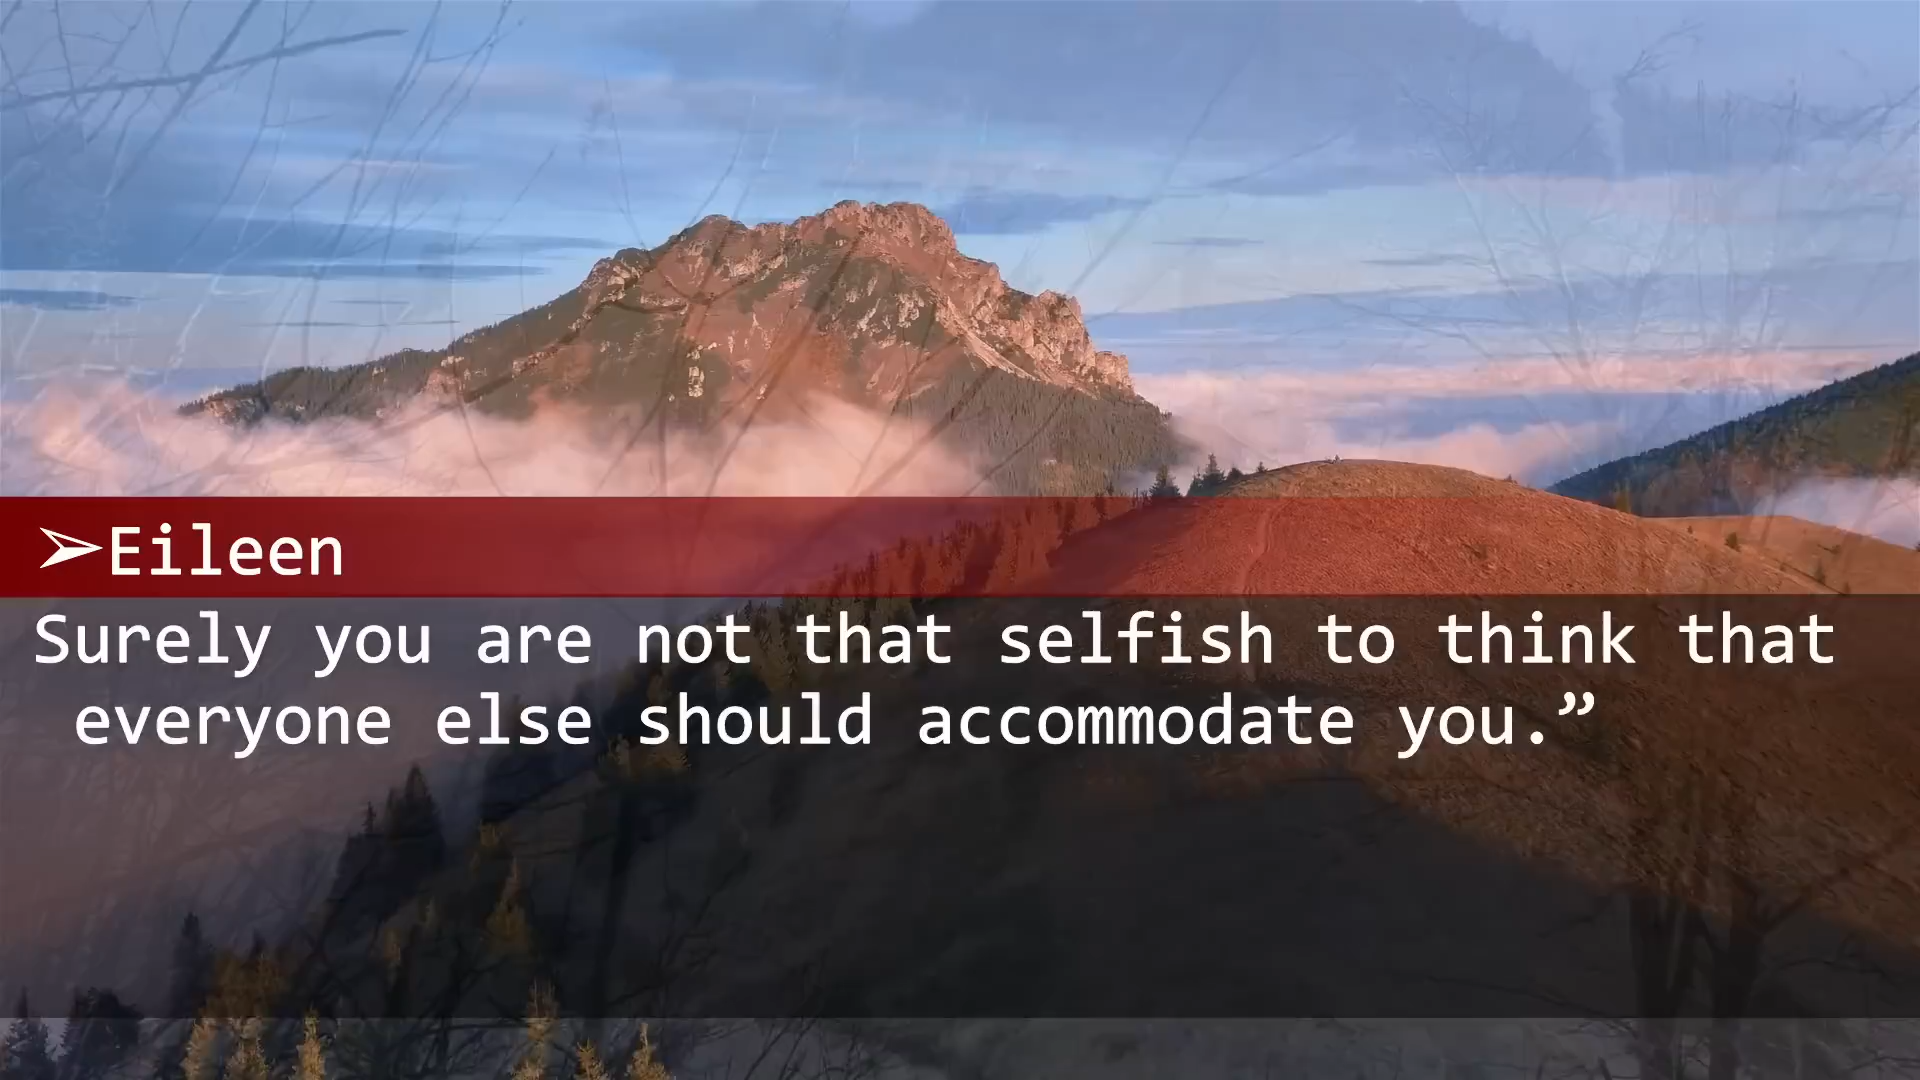 ➢Eileen
Surely you are not that selfish to think that
everyone else should accommodate you.”